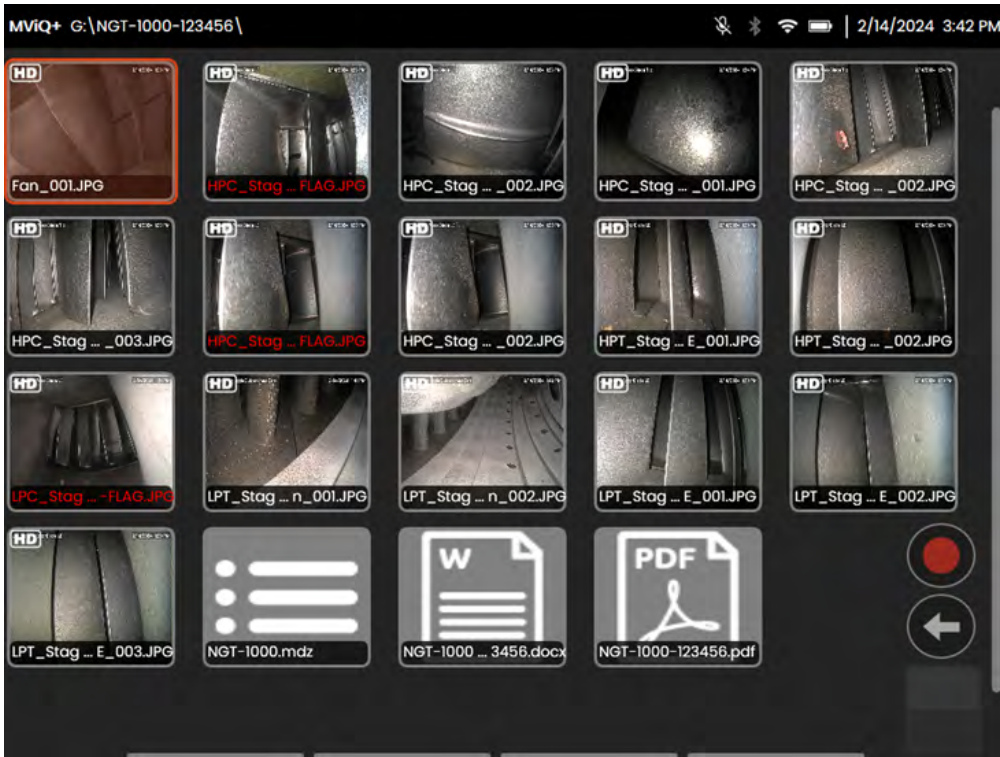 MViQ+ G:\NGT-1000-123456\
2/14/2024 3:42 PM
HD HD HD HD HD
Fan_001.JPG HPC_Stag ... FLAG.JPG HPC_Stag ... _002.JPG HPC_Stag ... _001.JPG HPC_Stag ... _002.JPG
HD HD HD HD HD
HPC_Stag ... _003.JPG HPC_Stag ... FLAG.JPG HPC_Stag ... _002.JPG HPT_Stag ... E_001.JPG HPT_Stag ... _002.JPG
HD HD HD HD HD
LPC_Stag ... -FLAG.JPG LPT_Stag ... n_001.JPG LPT_Stag ... n_002.JPG LPT_Stag ... E_001.JPG LPT_Stag ... E_002.JPG
HD W PDF
LPT_Stag ... E_003.JPG NGT-1000.mdz NGT-1000 ... 3456.docx NGT-1000-123456.pdf